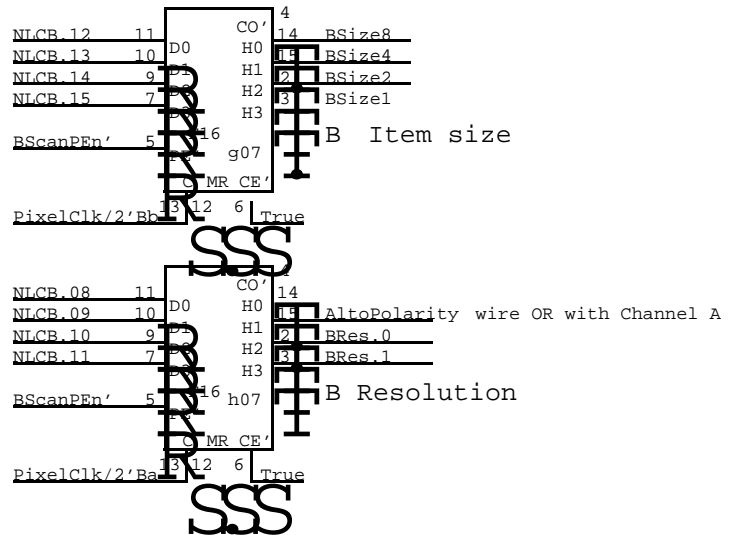 4
CO'
NLCB.12 11 D0 H0 14 BSize8
NLCB.13 10 D1 H1 15 BSize4
NLCB.14 9 D2 H2 2 BSize2
NLCB.15 7 D3 H3 3 BSize1
B Item size
BScanPEn' 5 PE' g07
C MR CE'
PixelClk/2'Bb 13 12 6 True
S.SS
4
CO'
NLCB.08 11 D0 H0 14
NLCB.09 10 D1 H1 15 AltoPolarity wire OR with Channel A
NLCB.10 9 D2 H2 2 BRes.0
NLCB.11 7 D3 H3 3 BRes.1
B Resolution
BScanPEn' 5 PE' h07
C MR CE'
PixelClk/2'Ba 13 12 6 True
S.SS